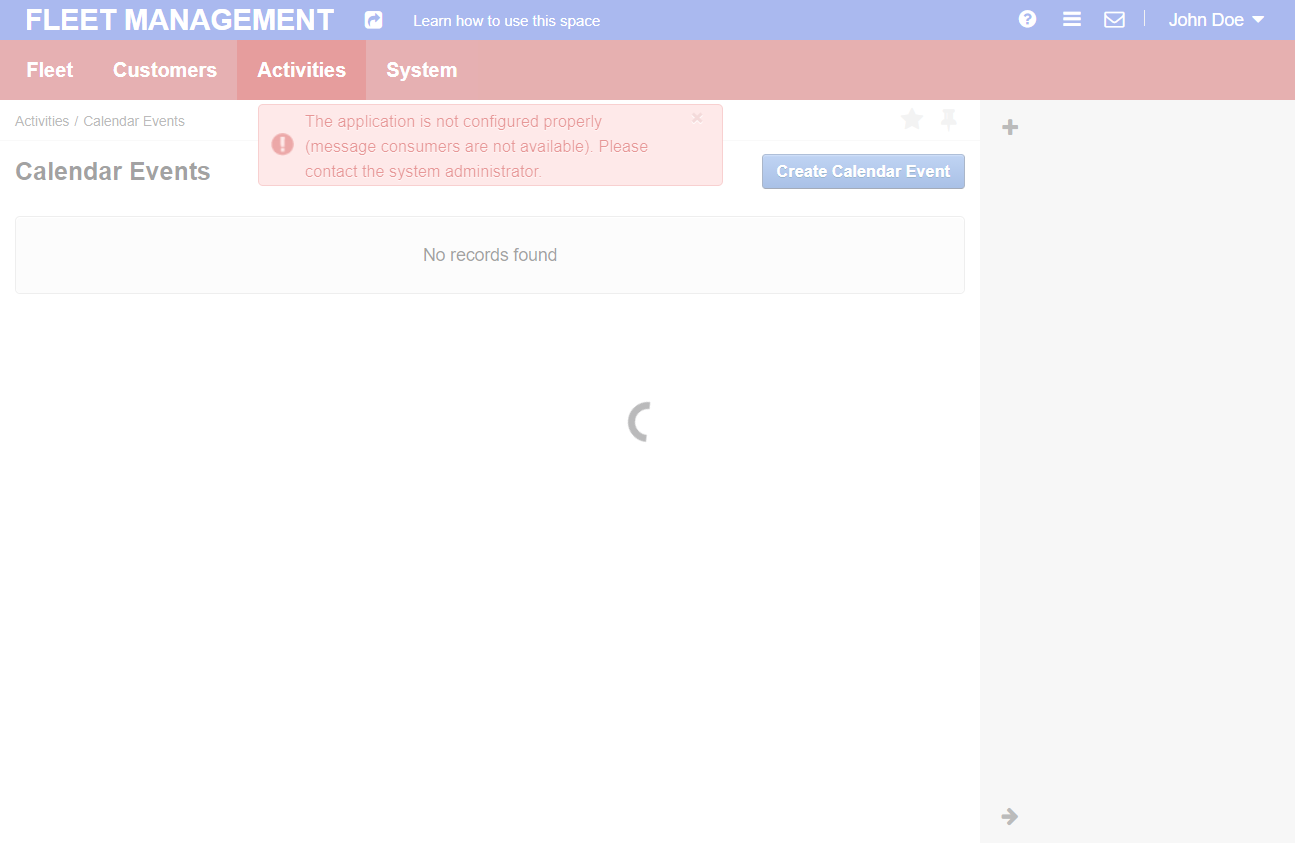 FLEET MANAGEMENT
Learn how to use this space
John Doe
Fleet
Customers
Activities
System
Activities / Calendar Events
The application is not configured properly
(message consumers are not available). Please
contact the system administrator.
×
Calendar Events
Create Calendar Event
No records found